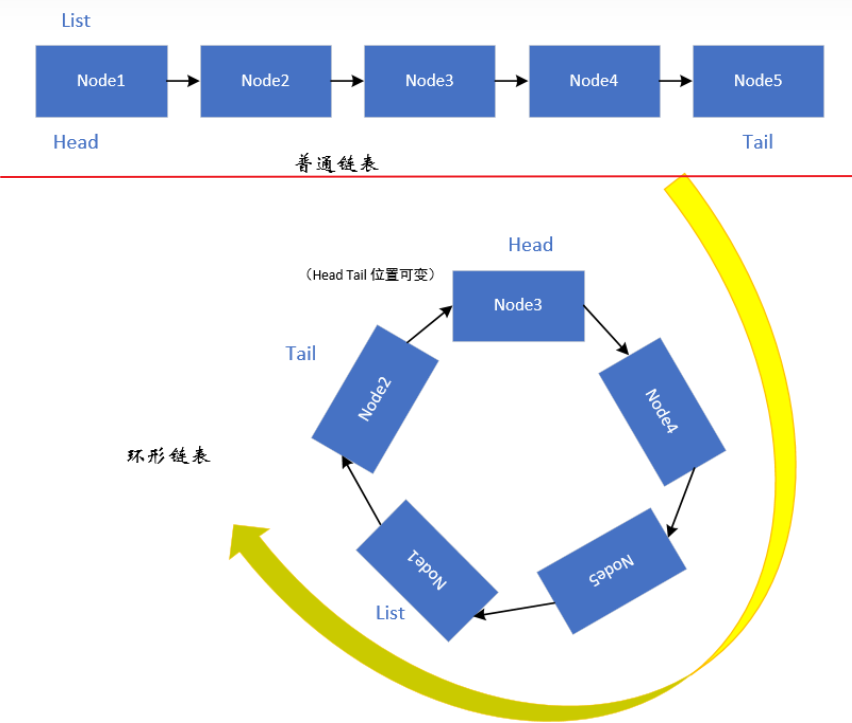 List
Node1
Node2
Node3
Node4
Node5
Head
Tail
普通链表
Head
（Head Tail 位置可变）
Node3
Tail
Node2
Node4
环形链表
Node1
Node5
List